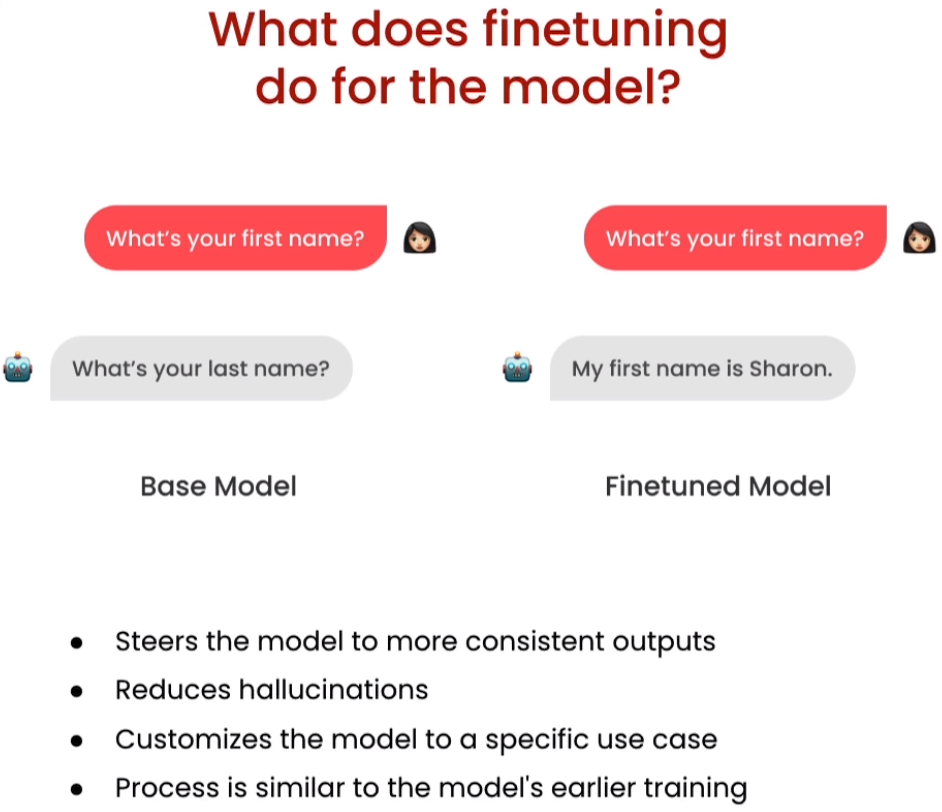 What does finetuning
do for the model?
What's your first name?
What's your last name?
Base Model
What's your first name?
My first name is Sharon.
Finetuned Model
● Steers the model to more consistent outputs
● Reduces hallucinations
● Customizes the model to a specific use case
● Process is similar to the model's earlier training